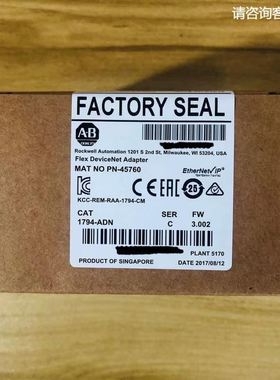 请咨询客
FACTORY SEAL
A-B
Rockwell Automation 1201 S 2nd St, Milwaukee, WI 53204, USA
Flex DeviceNet Adapter
MAT NO PN-45760
EtherNet/IP
25
KCC-REM-RAA-1794-CM
CAT SER FW
1794-ADN C 3.002
PLANT 5170
PRODUCT OF SINGAPORE DATE 2017/08/12